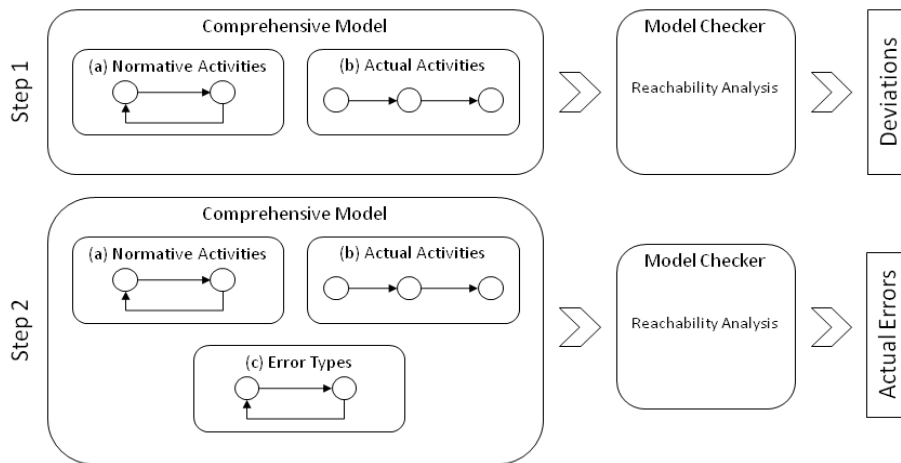 Step 1
Comprehensive Model
(a) Normative Activities
(b) Actual Activities
Model Checker
Reachability Analysis
Deviations
Step 2
Comprehensive Model
(a) Normative Activities
(b) Actual Activities
(c) Error Types
Model Checker
Reachability Analysis
Actual Errors